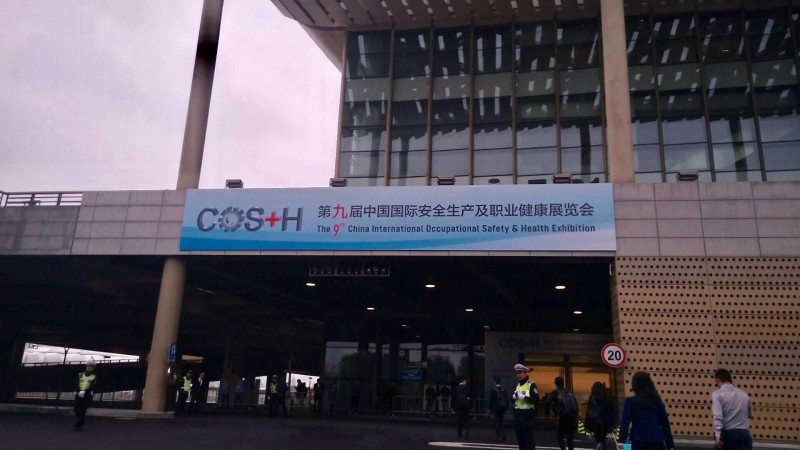 COS+H
第九届中国国际安全生产及职业健康展览会
The 9th China International Occupational Safety & Health Exhibition
COS+H
20